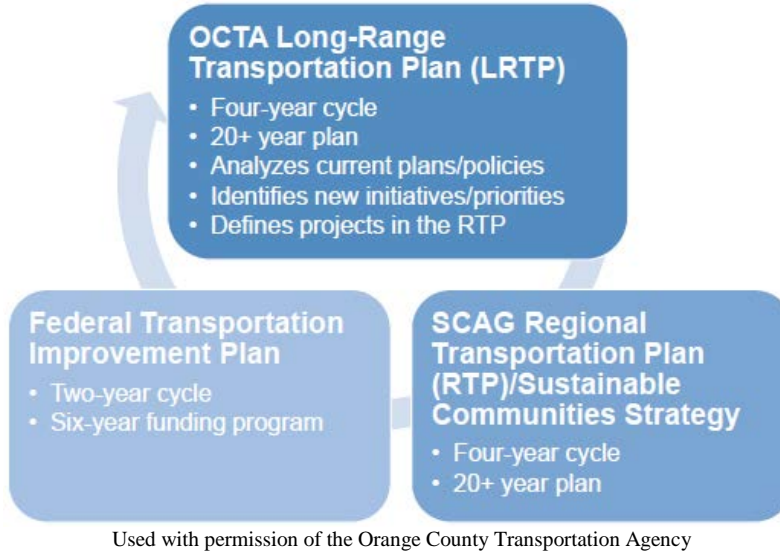 OCTA Long-Range
Transportation Plan (LRTP)
• Four-year cycle
• 20+ year plan
• Analyzes current plans/policies
• Identifies new initiatives/priorities
• Defines projects in the RTP
Federal Transportation
Improvement Plan
• Two-year cycle
• Six-year funding program
SCAG Regional
Transportation Plan
(RTP)/Sustainable
Communities Strategy
• Four-year cycle
• 20+ year plan
Used with permission of the Orange County Transportation Agency